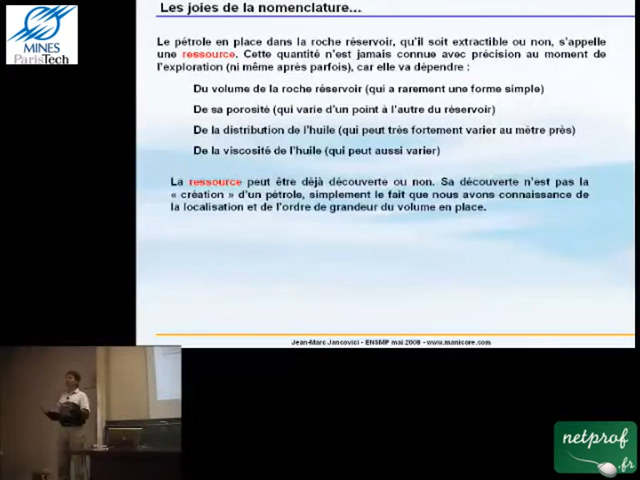 Les joies de la nomenclature…
MINES
ParisTech
Le pétrole en place dans la roche réservoir, qu'il soit extractible ou non, s'appelle
une ressource. Cette quantité n'est jamais connue avec précision au moment de
l'exploration (ni même après parfois), car elle va dépendre :
Du volume de la roche réservoir (qui a rarement une forme simple)
De sa porosité (qui varie d'un point à l'autre du réservoir)
De la distribution de l'huile (qui peut très fortement varier au mètre près)
De la viscosité de l'huile (qui peut aussi varier)
La ressource peut être déjà découverte ou non. Sa découverte n'est pas la
« création » d'un pétrole, simplement le fait que nous avons connaissance de
la localisation et de l'ordre de grandeur du volume en place.
Jean-Marc Jancovici - ENSMP mai 2008 - www.manicore.com
netprof
.fr